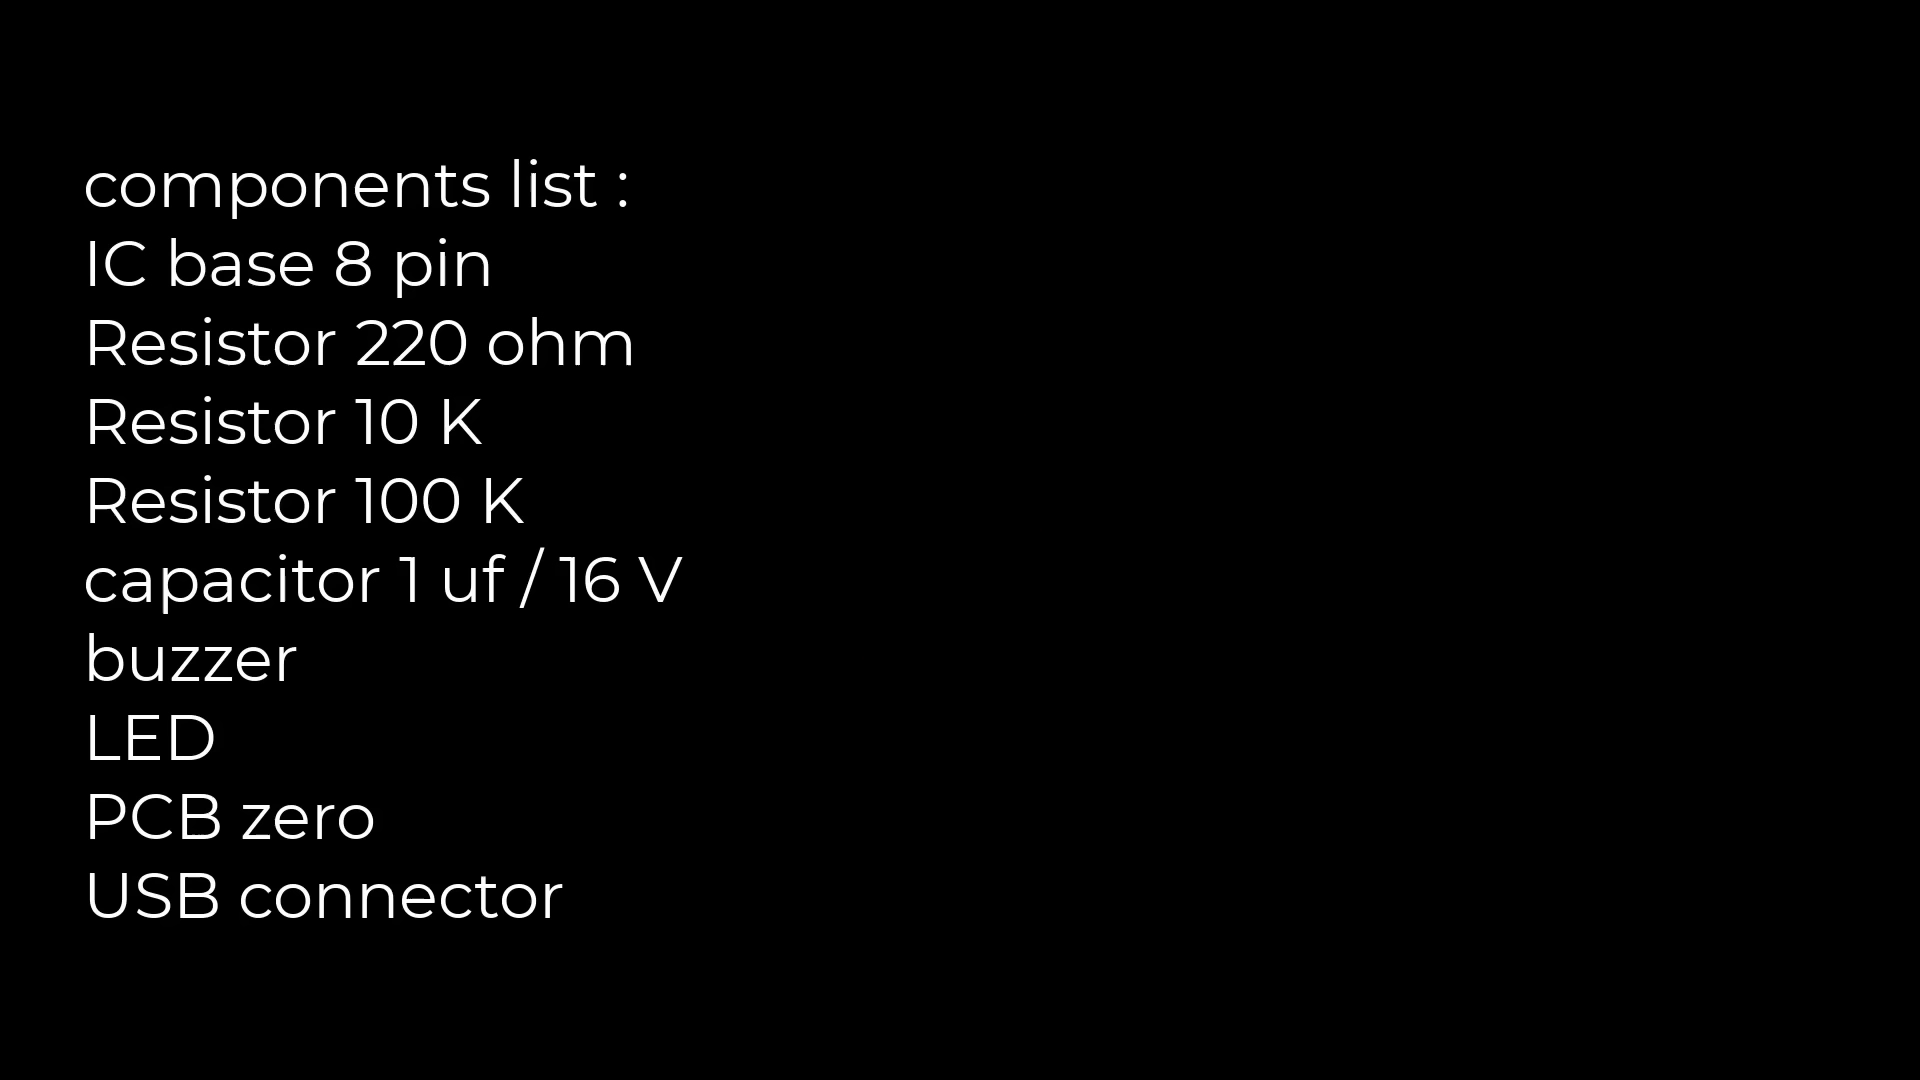 components list :
IC base 8 pin
Resistor 220 ohm
Resistor 10 K
Resistor 100 K
capacitor 1 uf / 16 V
buzzer
LED
PCB zero
USB connector